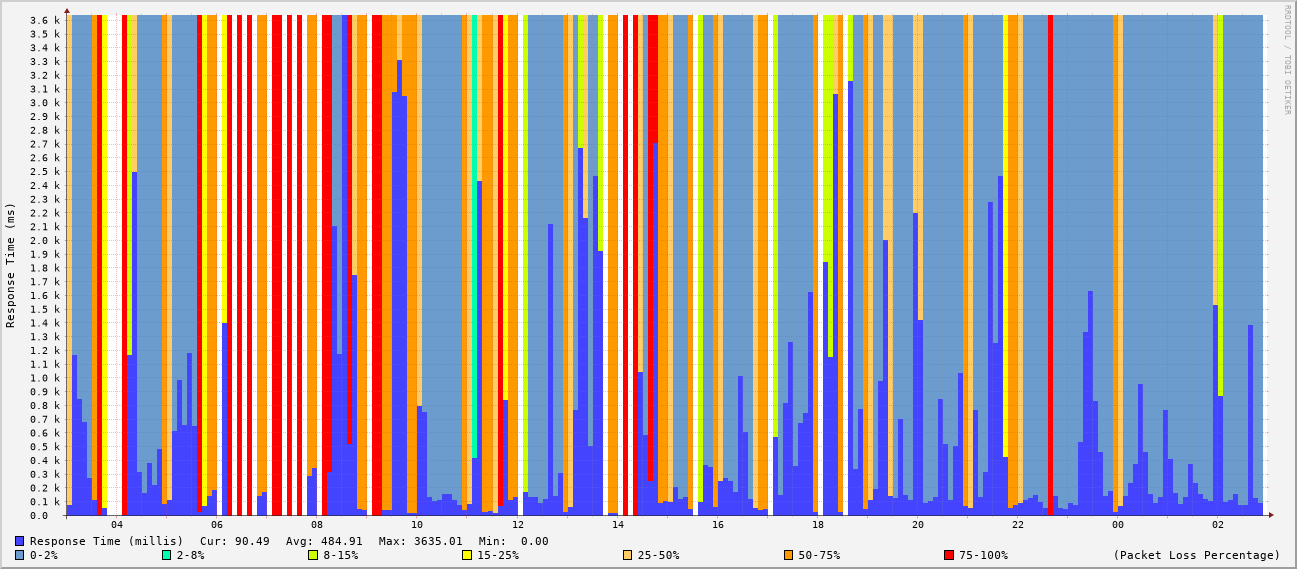 RRDTOOL / TOBI OETIKER
Response Time (ms)
3.6 k
3.5 k
3.4 k
3.3 k
3.2 k
3.1 k
3.0 k
2.9 k
2.8 k
2.7 k
2.6 k
2.5 k
2.4 k
2.3 k
2.2 k
2.1 k
2.0 k
1.9 k
1.8 k
1.7 k
1.6 k
1.5 k
1.4 k
1.3 k
1.2 k
1.1 k
1.0 k
0.9 k
0.8 k
0.7 k
0.6 k
0.5 k
0.4 k
0.3 k
0.2 k
0.1 k
0.0
04 06 08 10 12 14 16 18 20 22 00 02
Response Time (millis) Cur: 90.49 Avg: 484.91 Max: 3635.01 Min: 0.00
0-2% 2-8% 8-15% 15-25% 25-50% 50-75% 75-100% (Packet Loss Percentage)